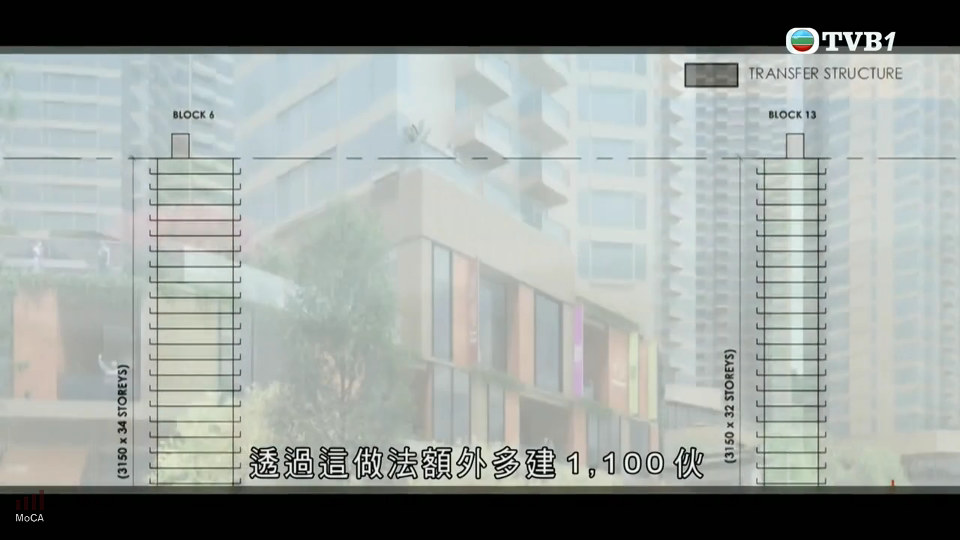 TVB1
TRANSFER STRUCTURE
BLOCK 6
BLOCK 13
(3150 x 34 STOREYS)
(3150 x 32 STOREYS)
透過這做法額外多建1,100伙
MoCA